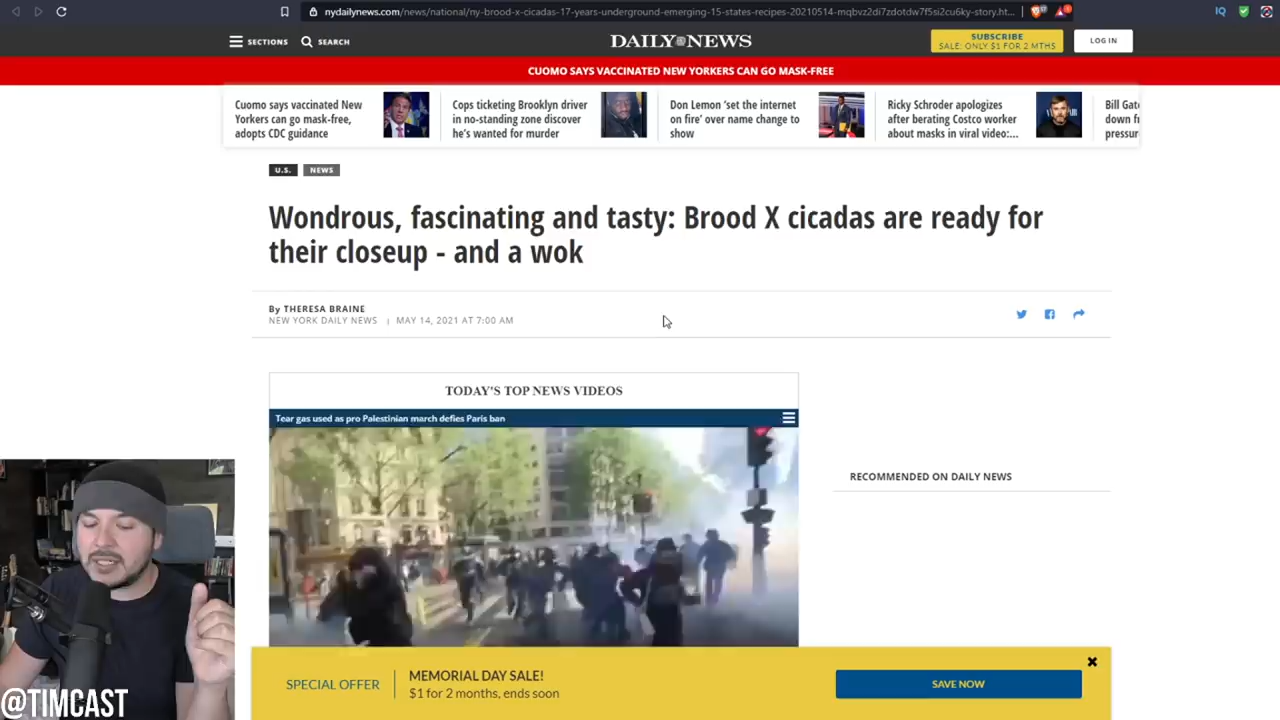 nydailynews.com/news/national/ny-brood-x-cicadas-17-years-underground-emerging-15-states-recipes-20210514-mqbvz2di7zdotdw7f5si2cu6ky-story.ht...
IQ
SECTIONS
SEARCH
DAILY NEWS
SUBSCRIBE
SALE: ONLY $1 FOR 2 MTHS
LOG IN
CUOMO SAYS VACCINATED NEW YORKERS CAN GO MASK-FREE
Cuomo says vaccinated New
Yorkers can go mask-free,
adopts CDC guidance
Cops ticketing Brooklyn driver
in no-standing zone discover
he's wanted for murder
Don Lemon ‘set the internet
on fire’ over name change to
show
Ricky Schroder apologizes
after berating Costco worker
about masks in viral video:...
Bill Gat
down fr
pressur
U.S.
NEWS
Wondrous, fascinating and tasty: Brood X cicadas are ready for
their closeup - and a wok
By THERESA BRAINE
NEW YORK DAILY NEWS | MAY 14, 2021 AT 7:00 AM
TODAY'S TOP NEWS VIDEOS
Tear gas used as pro Palestinian march defies Paris ban
RECOMMENDED ON DAILY NEWS
SPECIAL OFFER
MEMORIAL DAY SALE!
$1 for 2 months, ends soon
SAVE NOW
@TIMCAST